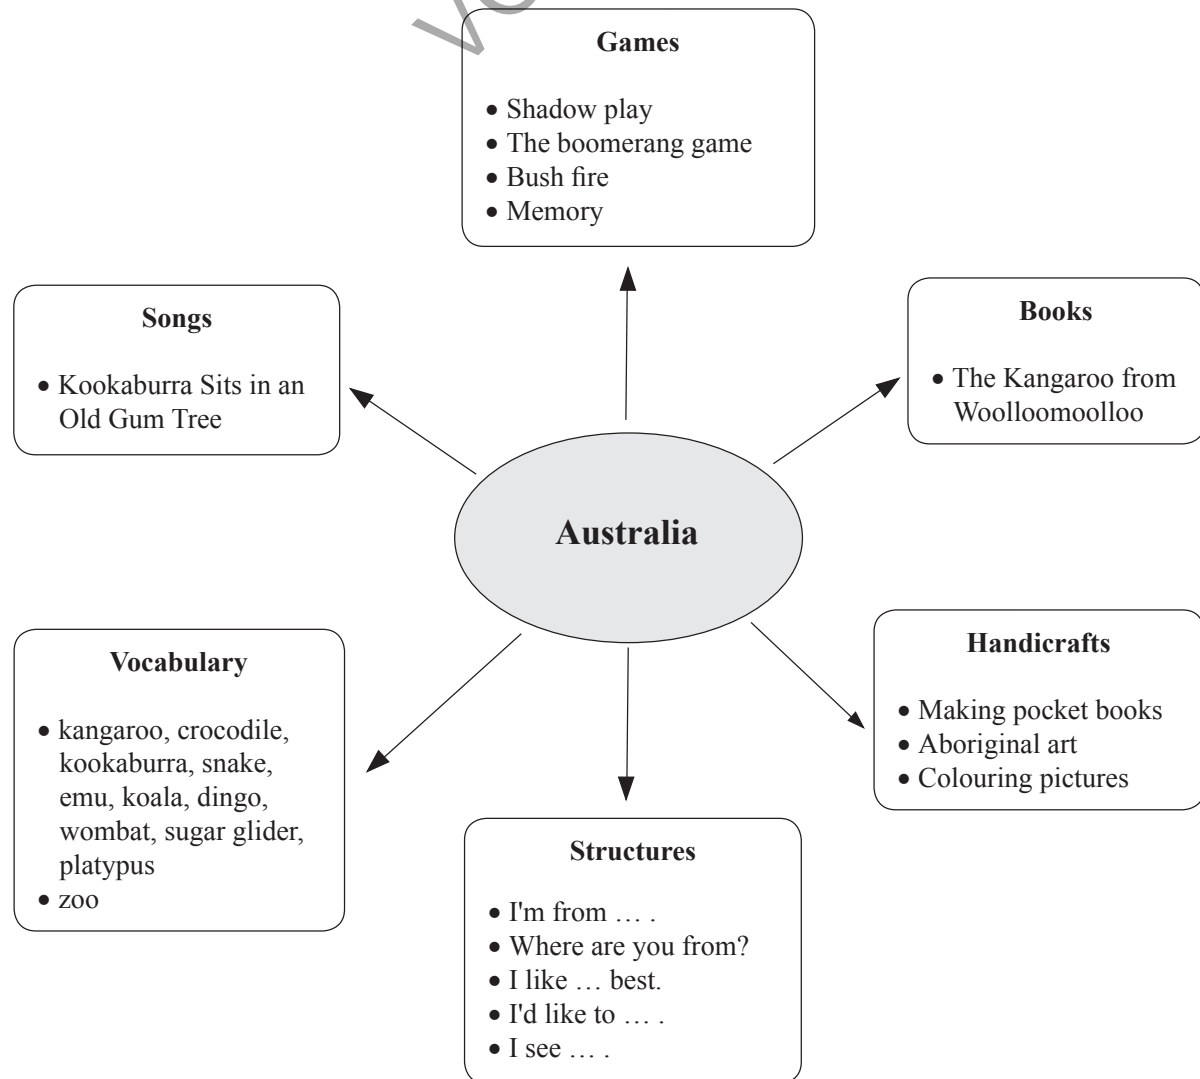 Games
• Shadow play
• The boomerang game
• Bush fire
• Memory
Songs
• Kookaburra Sits in an
Old Gum Tree
Books
• The Kangaroo from
Woolloomoolloo
Australia
Vocabulary
• kangaroo, crocodile,
kookaburra, snake,
emu, koala, dingo,
wombat, sugar glider,
platypus
• zoo
Handicrafts
• Making pocket books
• Aboriginal art
• Colouring pictures
Structures
• I'm from … .
• Where are you from?
• I like … best.
• I'd like to … .
• I see … .